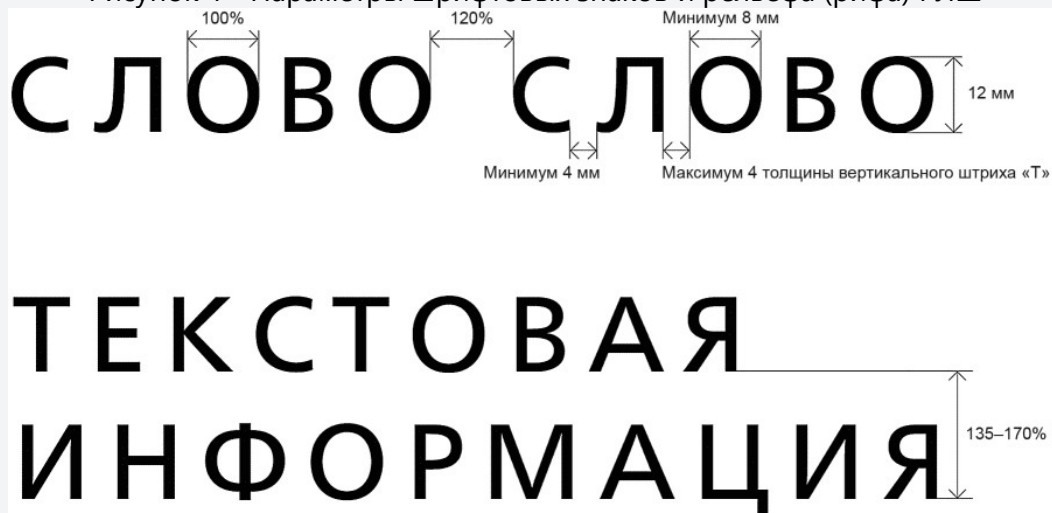 100% 120% Минимум 8 мм
СЛОВО СЛОВО 12 мм
Минимум 4 мм Максимум 4 толщины вертикального штриха «Т»
ТЕКСТОВАЯ
ИНФОРМАЦИЯ 135–170%